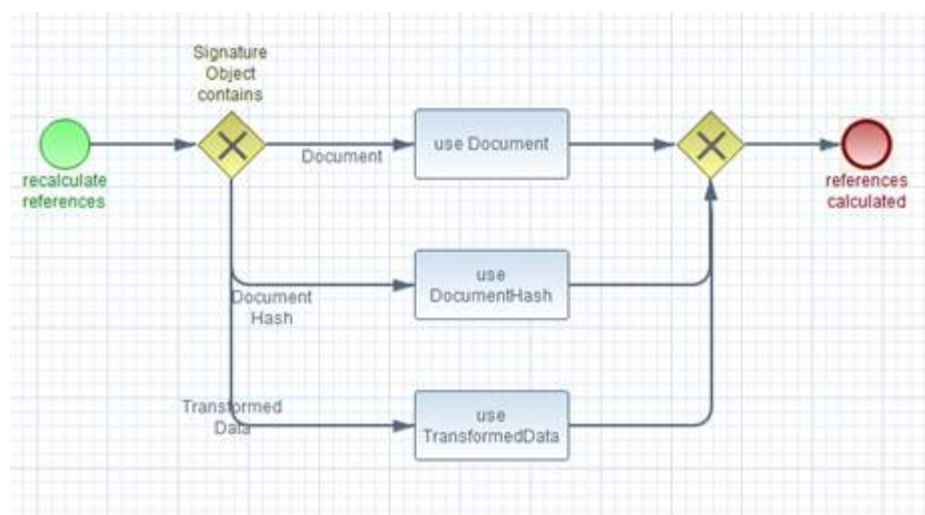 Signature
Object
contains
recalculate
references
Document
use Document
references
calculated
Document
Hash
use
DocumentHash
Transformed
Data
use
TransformedData